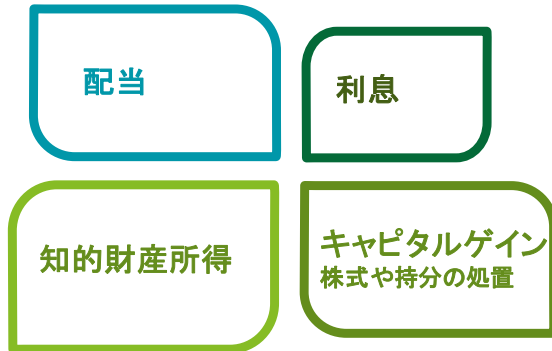 配当
利息
知的財産所得
キャピタルゲイン
株式や持分の処置